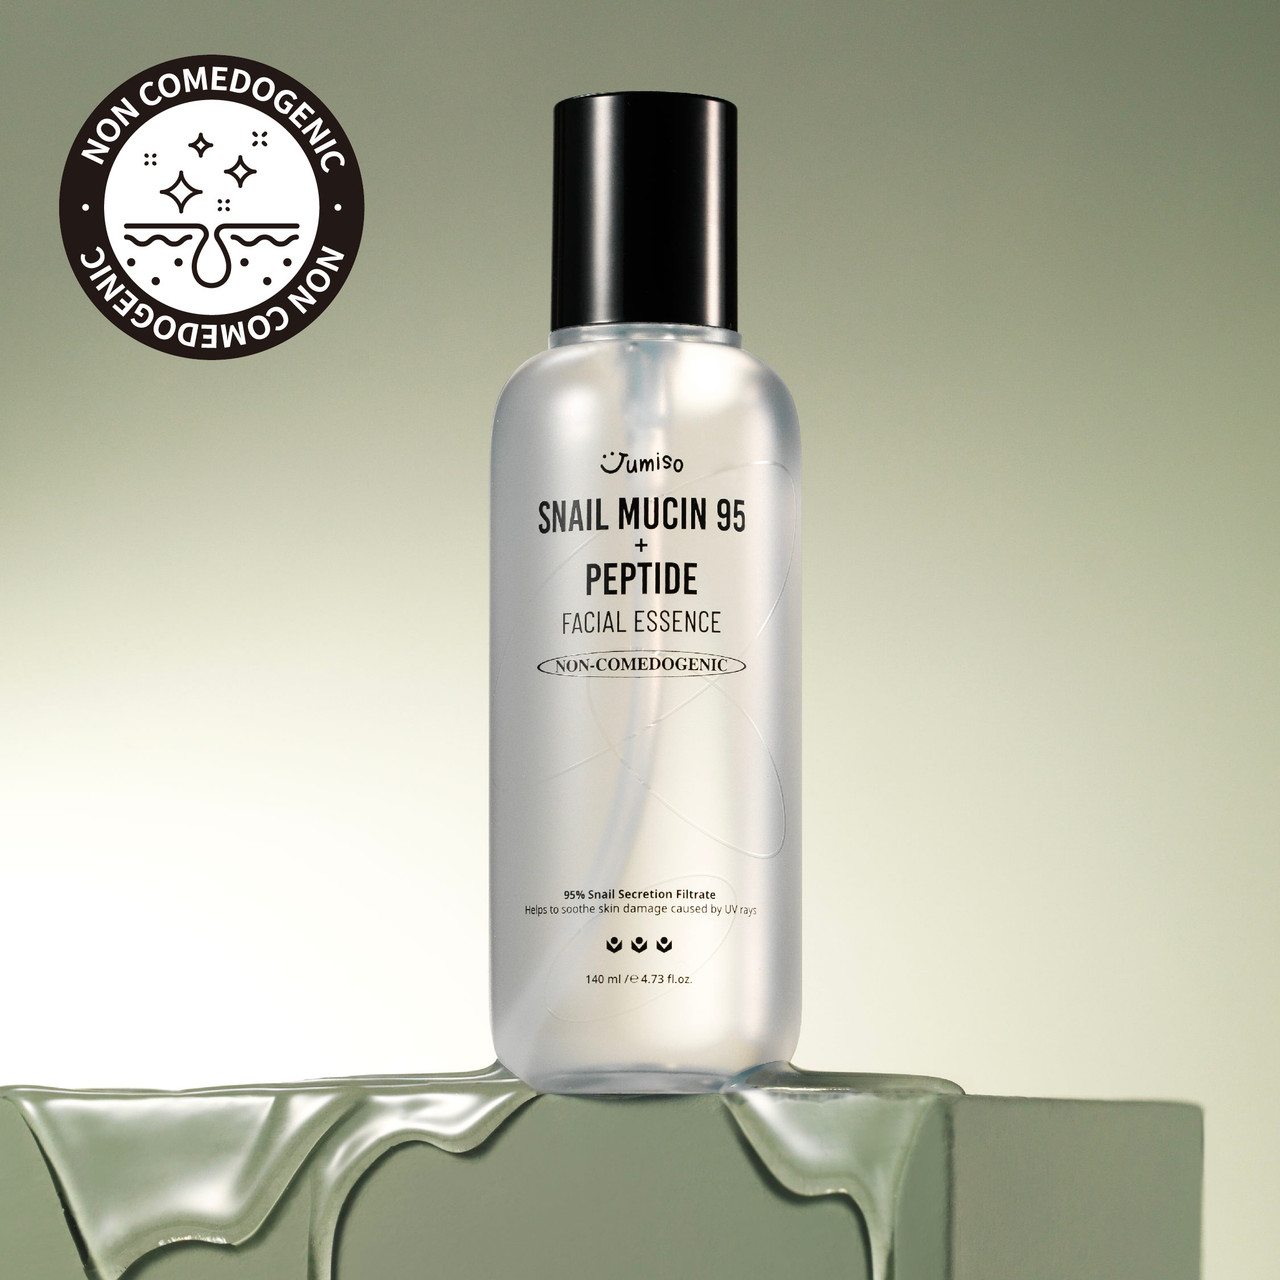 NON COMEDOGENIC
NON COMEDOGENIC
Jumiso
SNAIL MUCIN 95
+
PEPTIDE
FACIAL ESSENCE
NON-COMEDOGENIC
95% Snail Secretion Filtrate
Helps to soothe skin damage caused by UV rays
140 ml / ℮ 4.73 fl.oz.